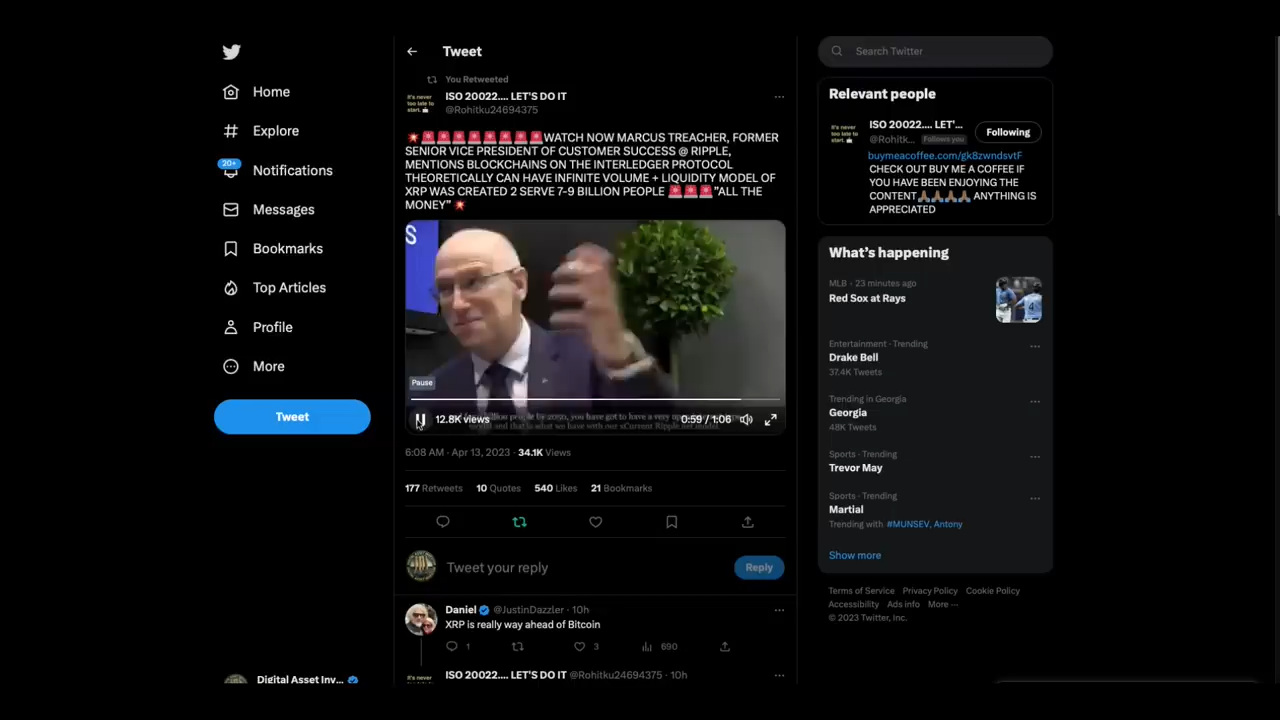 Tweet
You Retweeted
ISO 20022.... LET'S DO IT
@Rohitku24694375
WATCH NOW MARCUS TREACHER, FORMER
SENIOR VICE PRESIDENT OF CUSTOMER SUCCESS @ RIPPLE,
MENTIONS BLOCKCHAINS ON THE INTERLEDGER PROTOCOL
THEORETICALLY CAN HAVE INFINITE VOLUME + LIQUIDITY MODEL OF
XRP WAS CREATED 2 SERVE 7-9 BILLION PEOPLE 🚨🚨🚨"ALL THE
MONEY" 💥
S
Pause
12.8K views
0:59 / 1:06
6:08 AM · Apr 13, 2023 · 34.1K Views
177 Retweets 10 Quotes 540 Likes 21 Bookmarks
Tweet your reply
Reply
Daniel @JustinDazzler · 10h
XRP is really way ahead of Bitcoin
1 3 690
ISO 20022.... LET'S DO IT @Rohitku24694375 · 10h
Home
Explore
20+
Notifications
Messages
Bookmarks
Top Articles
Profile
More
Tweet
Digital Asset Inv...
Search Twitter
Relevant people
ISO 20022.... LET'...
@Rohitk... Follows you
Following
buymeacoffee.com/gk8zwndsvtF
CHECK OUT BUY ME A COFFEE IF
YOU HAVE BEEN ENJOYING THE
CONTENT🙏🏽🙏🏽🙏🏽🙏🏽 ANYTHING IS
APPRECIATED
What's happening
MLB · 23 minutes ago
Red Sox at Rays
Entertainment · Trending
Drake Bell
37.4K Tweets
Trending in Georgia
Georgia
48K Tweets
Sports · Trending
Trevor May
Sports · Trending
Martial
Trending with #MUNSEV, Antony
Show more
Terms of Service Privacy Policy Cookie Policy
Accessibility Ads info More ···
© 2023 Twitter, Inc.